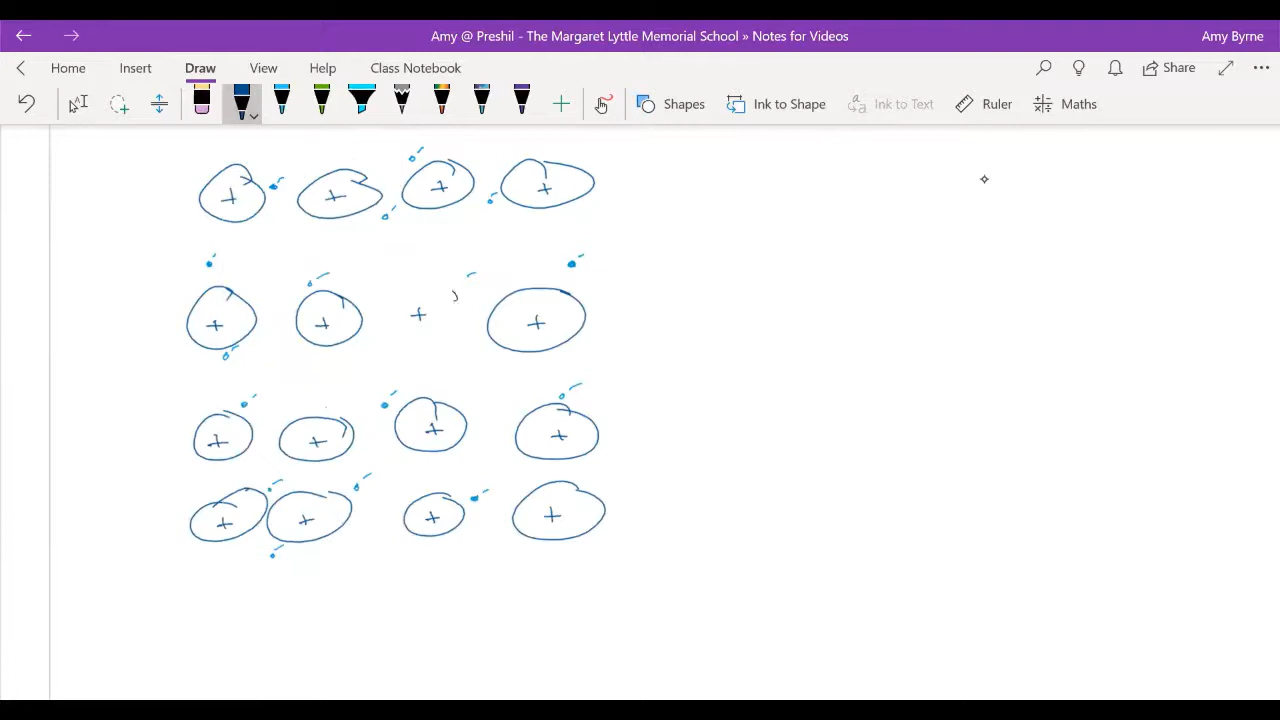 Amy @ Preshil - The Margaret Lyttle Memorial School » Notes for Videos
Amy Byrne
Home Insert Draw View Help Class Notebook
Share
Shapes Ink to Shape Ink to Text Ruler Maths
+ + + +
+ + + +
+ + + +
+ + + +